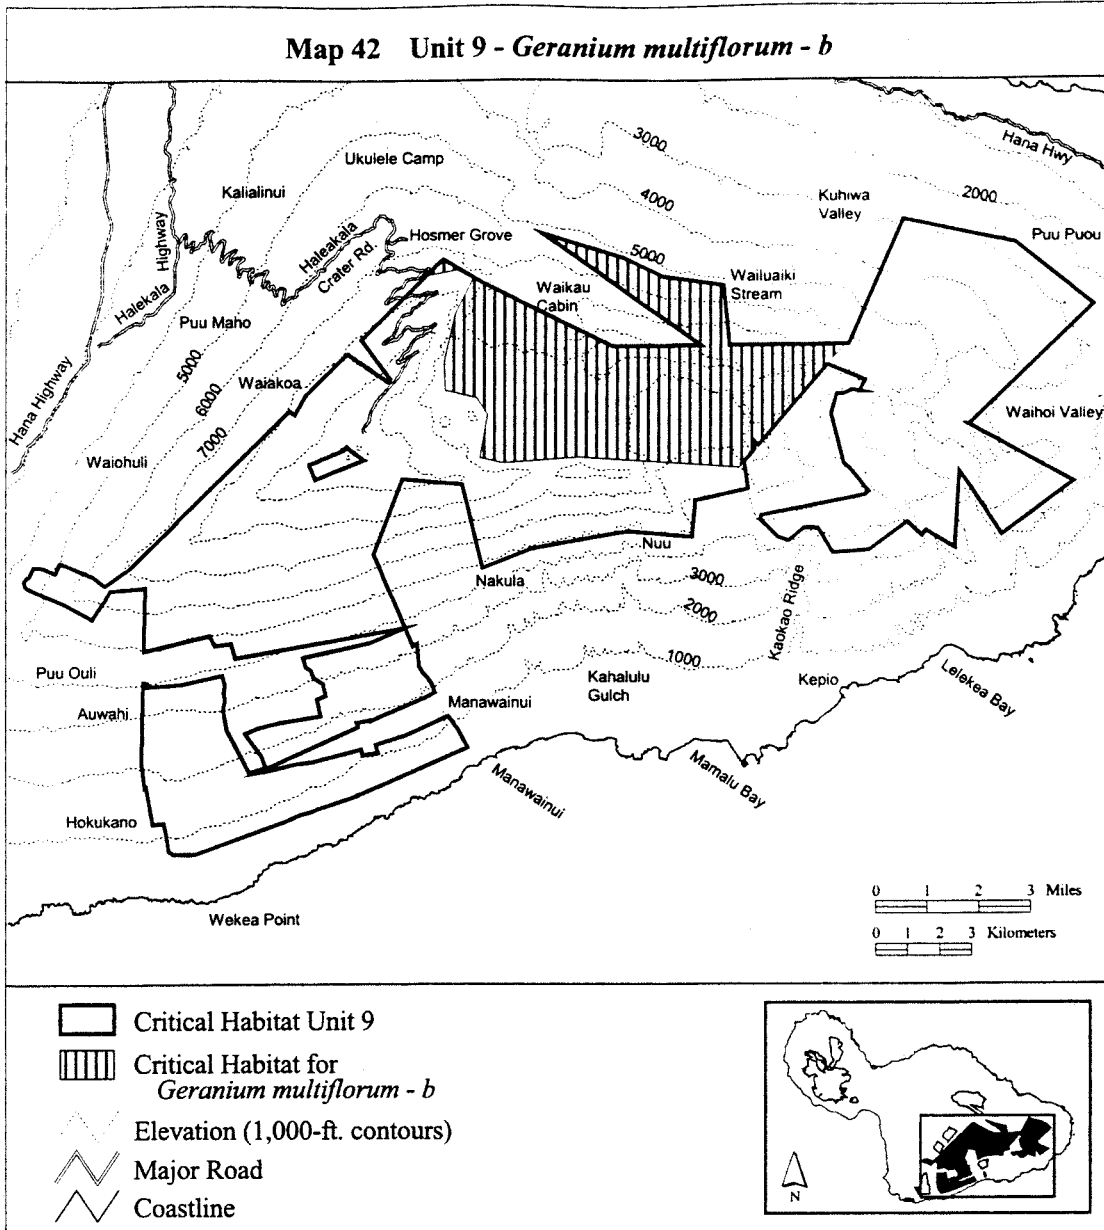 Map 42 Unit 9 - Geranium multiflorum - b
Hana Hwy
3000
Ukulele Camp
Kalialinui
4000
Kuhiwa
Valley
2000
Puu Puou
Highway
Haleakala
Crater Rd.
Hosmer Grove
5000
Wailuaiki
Stream
Waikau
Cabin
Halekala
Puu Maho
5000
Hana Highway
Waiakoa
6000
7000
Waihoi Valley
Waiohuli
Nuu
Nakula
3000
2000
Kaokao Ridge
1000
Puu Ouli
Kahalulu
Gulch
Kepio
Lelekea Bay
Auwahi
Manawainui
Manawainui
Mamalu Bay
Hokukano
Wekea Point
0 1 2 3 Miles
0 1 2 3 Kilometers
Critical Habitat Unit 9
Critical Habitat for
Geranium multiflorum - b
Elevation (1,000-ft. contours)
Major Road
Coastline
N